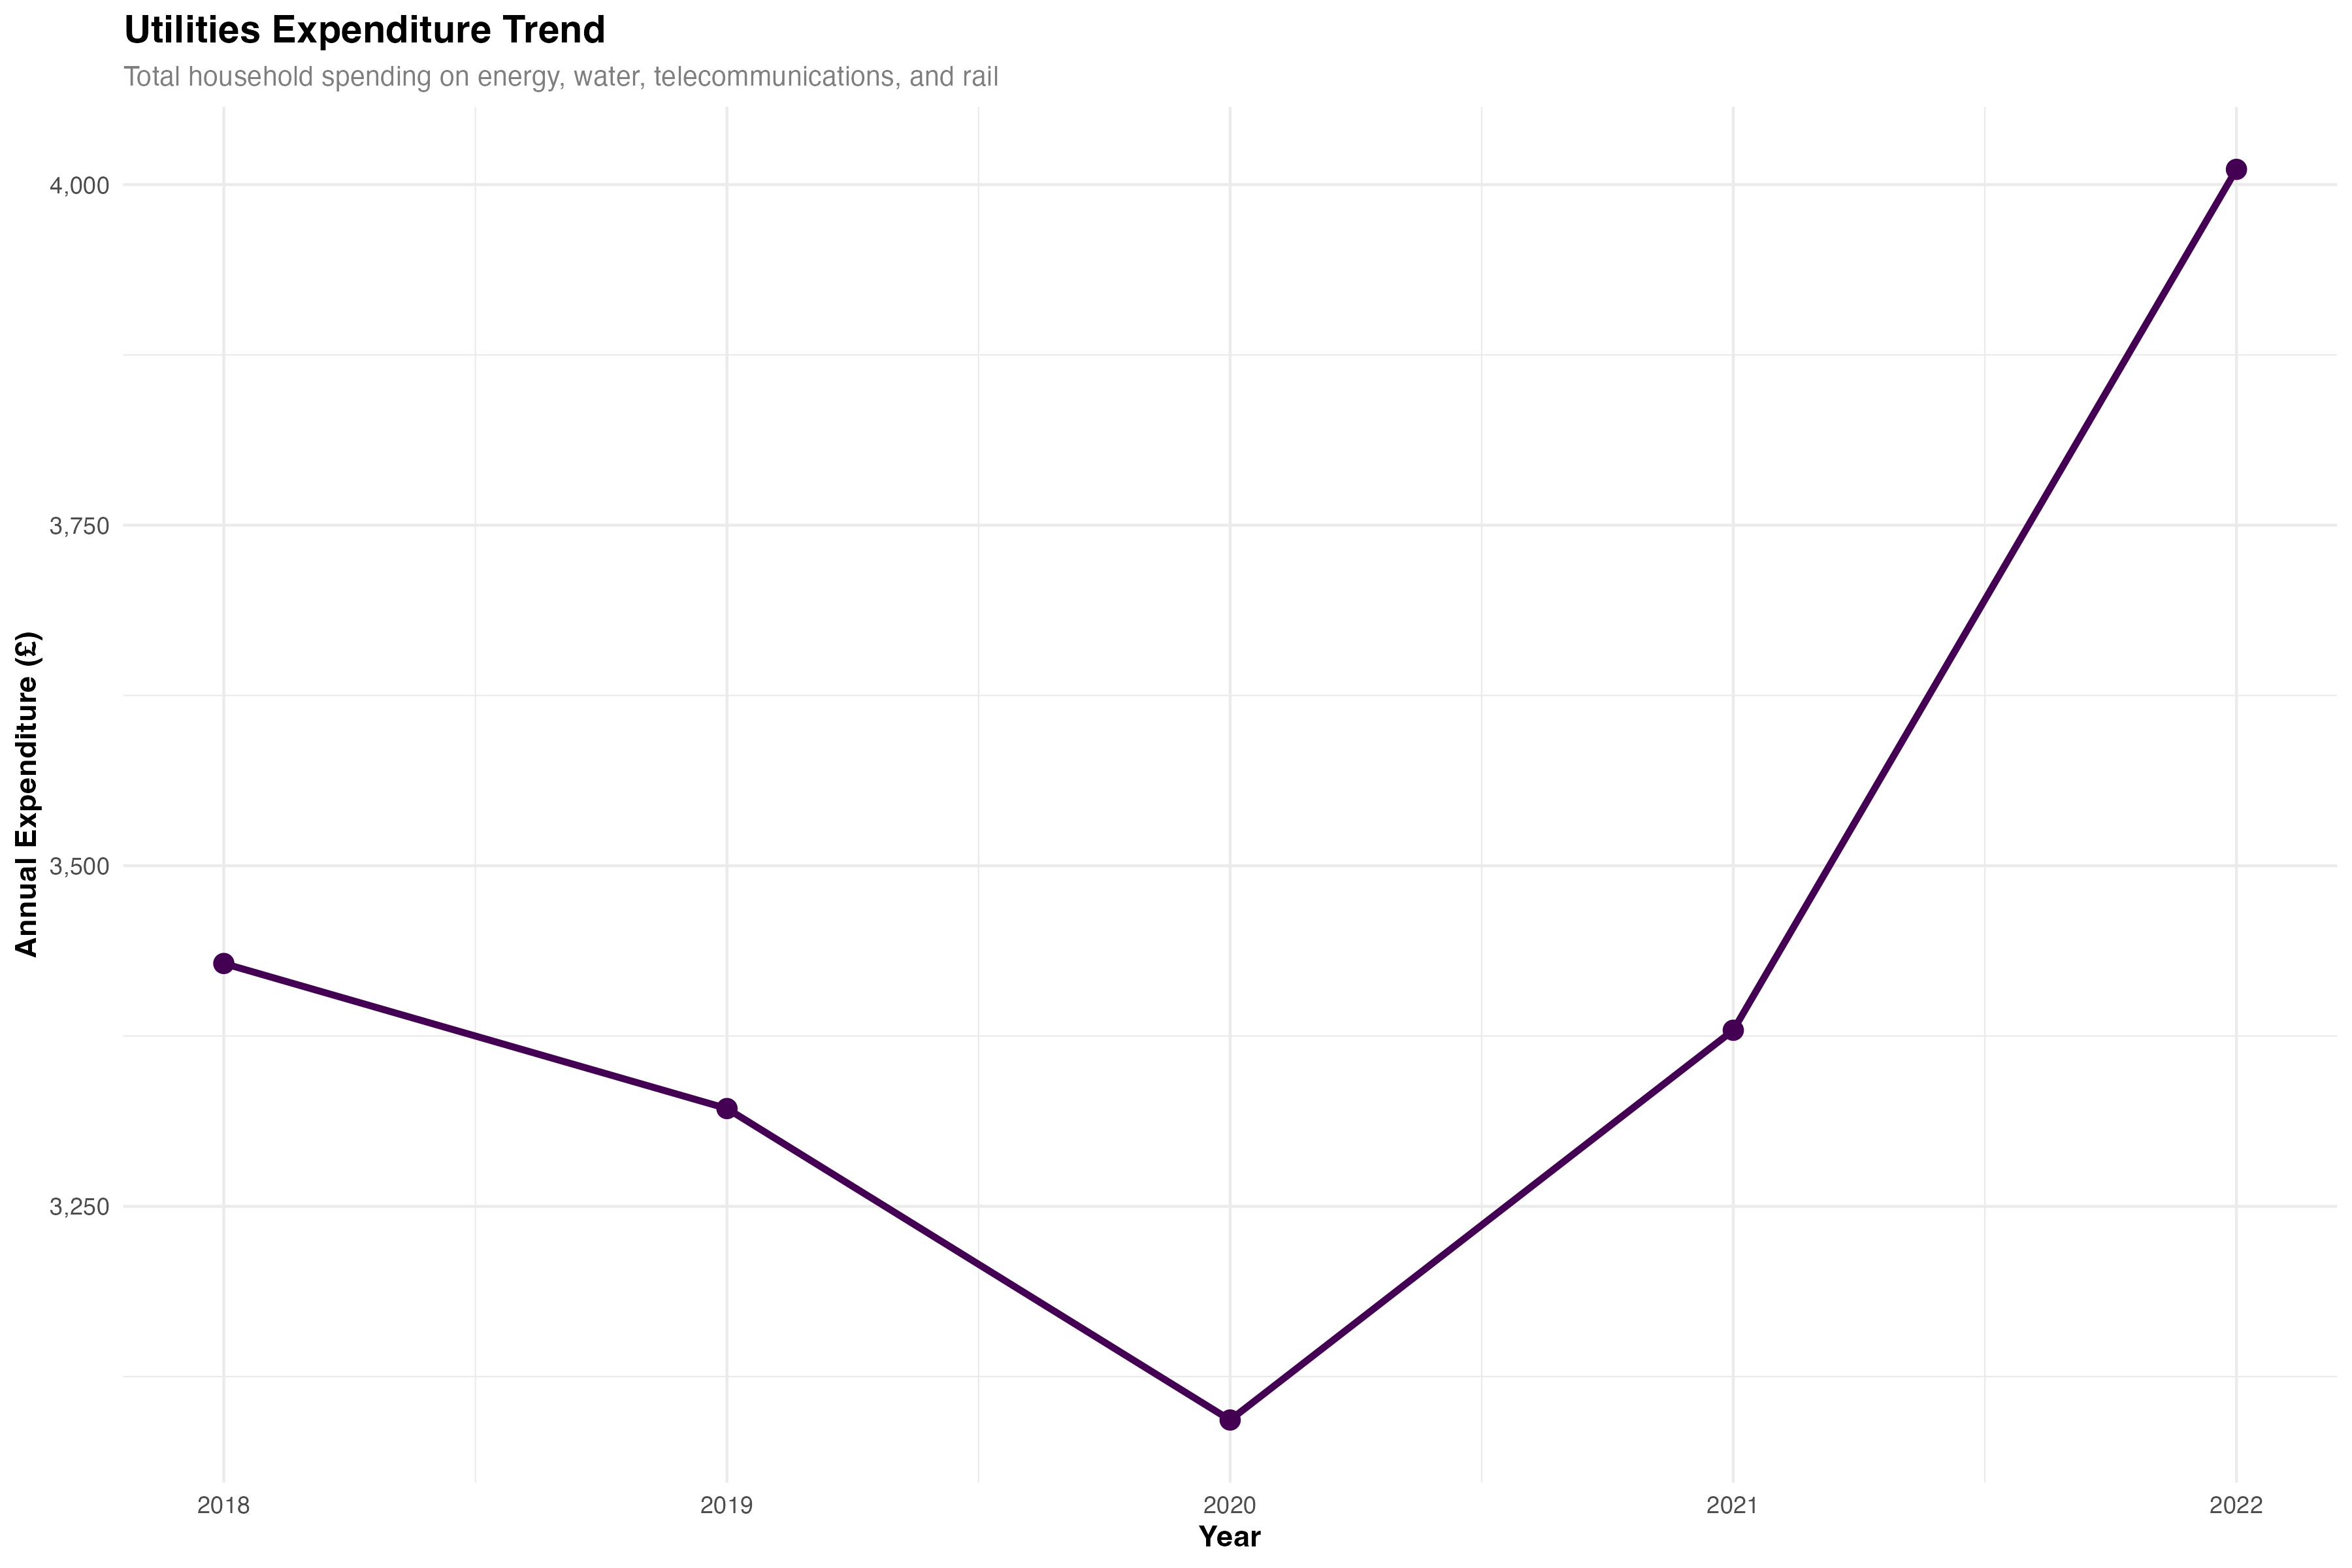 Utilities Expenditure Trend
Total household spending on energy, water, telecommunications, and rail
Annual Expenditure (£)
4,000
3,750
3,500
3,250
2018
2019
2020
2021
2022
Year